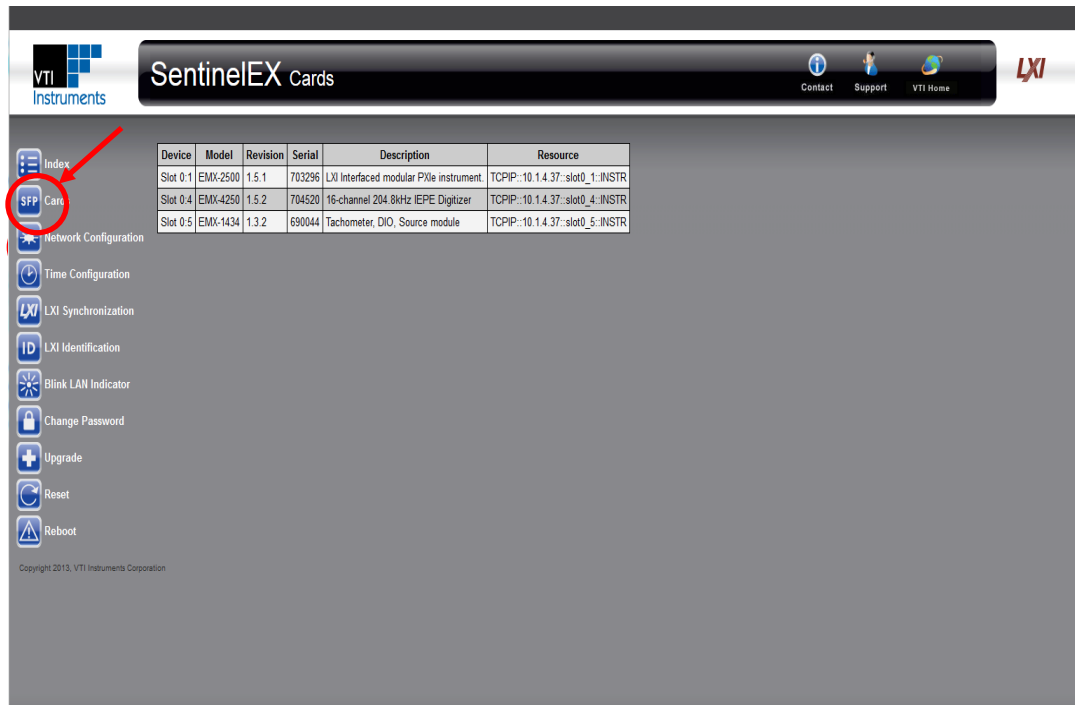 VTI
Instruments
SentinelEX Cards
Contact
Support
VTI Home
LXI
Index
SFP Cards
Network Configuration
Time Configuration
LXI LXI Synchronization
ID LXI Identification
Blink LAN Indicator
Change Password
Upgrade
Reset
Reboot
Copyright 2013, VTI Instruments Corporation
Device Model Revision Serial Description Resource
Slot 0:1 EMX-2500 1.5.1 703296 LXI Interfaced modular PXIe instrument. TCPIP::10.1.4.37::slot0_1::INSTR
Slot 0:4 EMX-4250 1.5.2 704520 16-channel 204.8kHz IEPE Digitizer TCPIP::10.1.4.37::slot0_4::INSTR
Slot 0:5 EMX-1434 1.3.2 690044 Tachometer, DIO, Source module TCPIP::10.1.4.37::slot0_5::INSTR